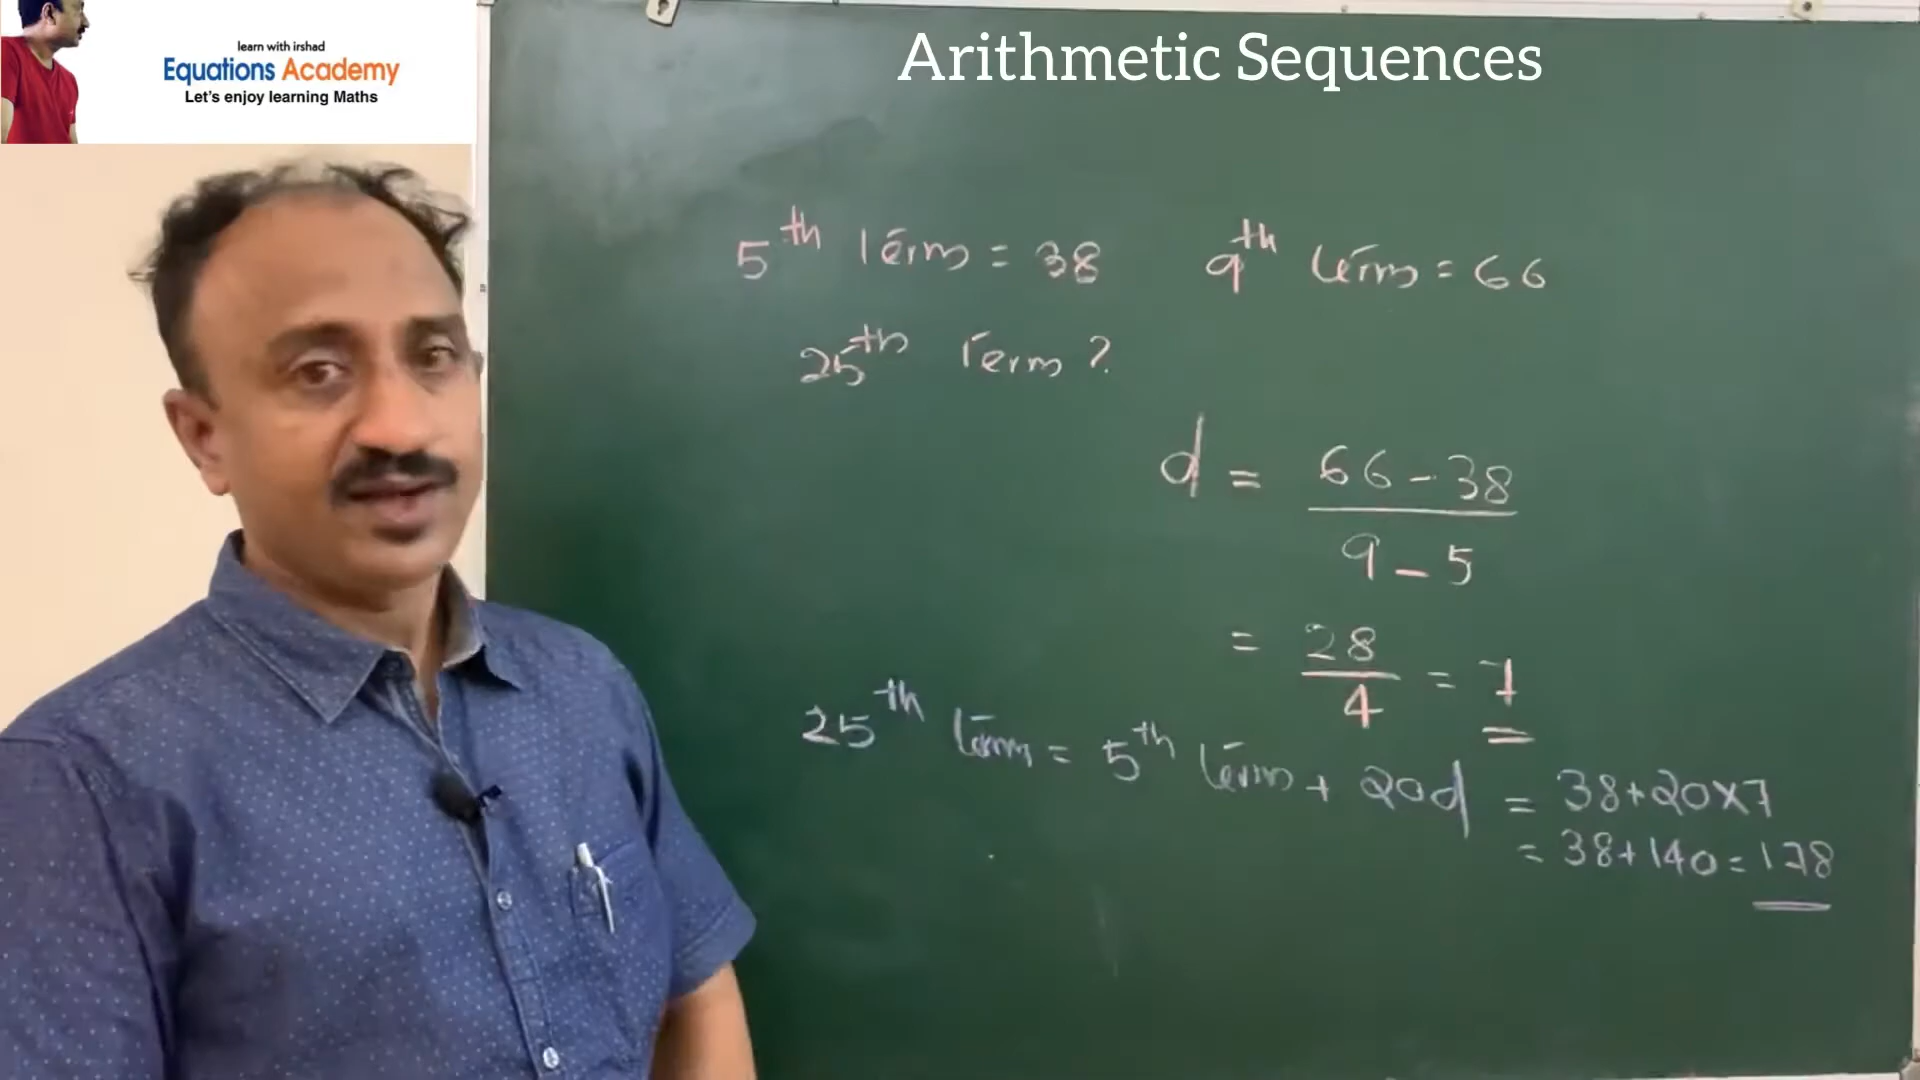 learn with irshad
Equations Academy
Let's enjoy learning Maths
Arithmetic Sequences
5th Term = 38 9th term = 66
25th Term ?
d = 66 - 38
9 - 5
= 28
4 = 7
25th term = 5th term + 20d = 38+20×7
= 38+140 = 178